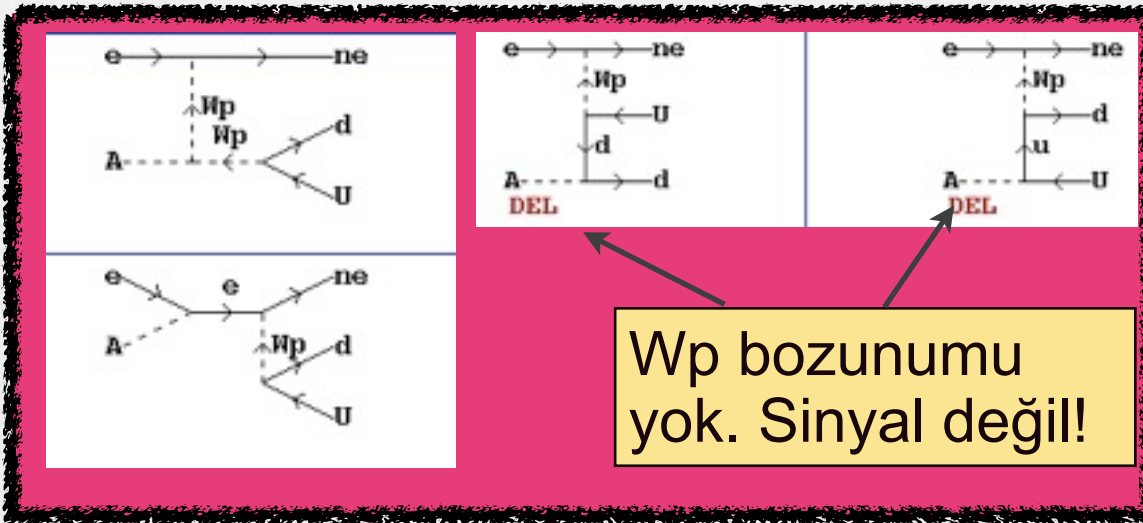 e ne
Wp
Wp d
A
U
e e ne
A Wp d
U
e ne
Wp
U
d
A d
DEL
e ne
Wp
d
u
A U
DEL
Wp bozunumu
yok. Sinyal değil!